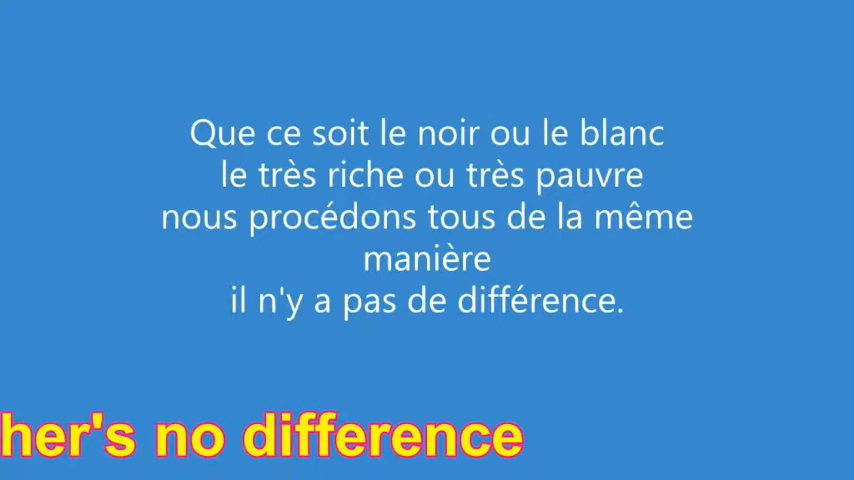 Que ce soit le noir ou le blanc
le très riche ou très pauvre
nous procédons tous de la même
manière
il n'y a pas de différence.
her's no difference